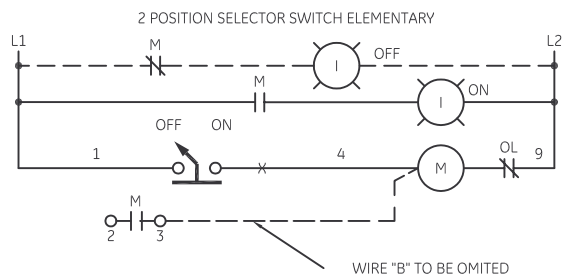 2 POSITION SELECTOR SWITCH ELEMENTARY
L1 L2
M I OFF
M I ON
OFF ON
1 X 4 M OL 9
M
2 3
WIRE "B" TO BE OMITED